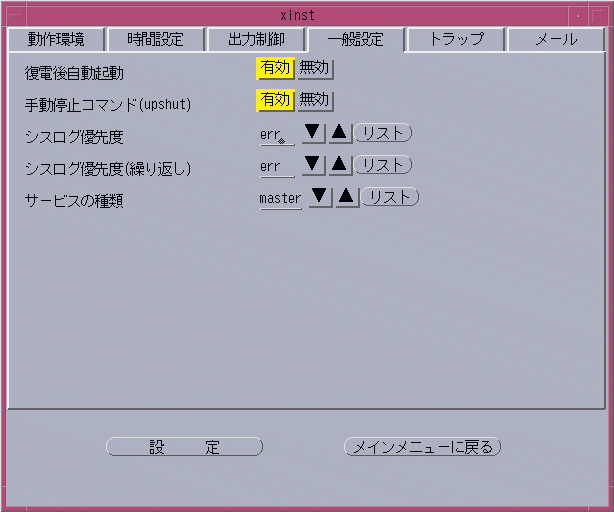 xinst
動作環境 時間設定 出力制御 一般設定 トラップ メール
復電後自動起動 有効 無効
手動停止コマンド(upshut) 有効 無効
シスログ優先度 err ▼ ▲ リスト
シスログ優先度(繰り返し) err ▼ ▲ リスト
サービスの種類 master ▼ ▲ リスト
設 定 メインメニューに戻る